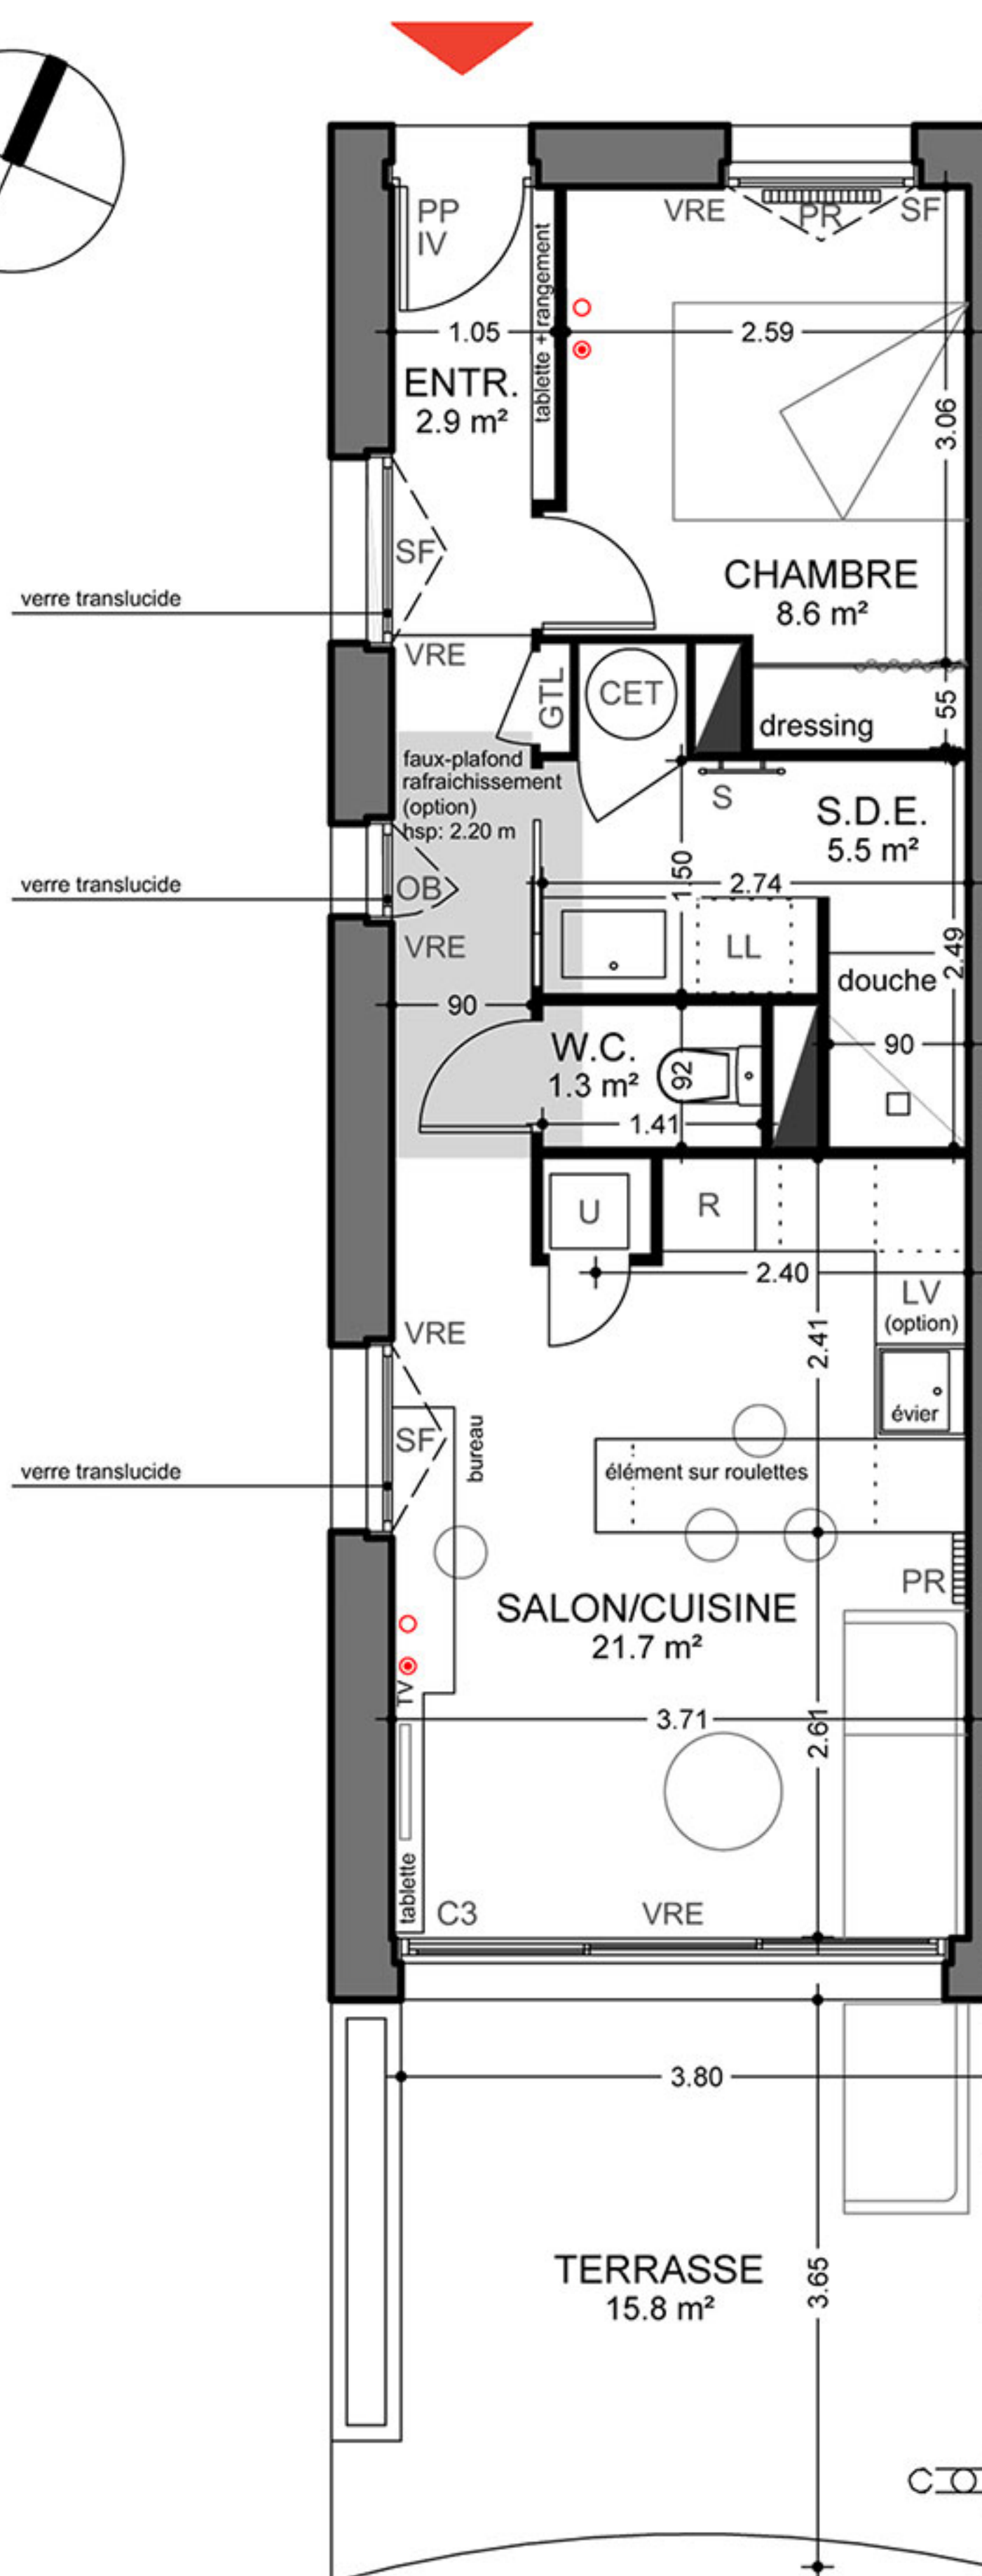 PP
IV
VRE
PR
SF
tablette + rangement
1.05
2.59
ENTR.
2.9 m²
3.06
SF
CHAMBRE
8.6 m²
verre translucide
VRE
GTL
CET
55
dressing
faux-plafond
rafraichissement
(option)
hsp: 2.20 m
S
S.D.E.
5.5 m²
verre translucide
OB
1.50
2.74
VRE
LL
2.49
douche
90
W.C.
1.3 m²
92
90
1.41
U
R
2.40
LV
(option)
VRE
2.41
évier
SF
bureau
verre translucide
élément sur roulettes
PR
SALON/CUISINE
21.7 m²
TV
3.71
2.61
tablette
C3
VRE
3.80
TERRASSE
15.8 m²
3.65